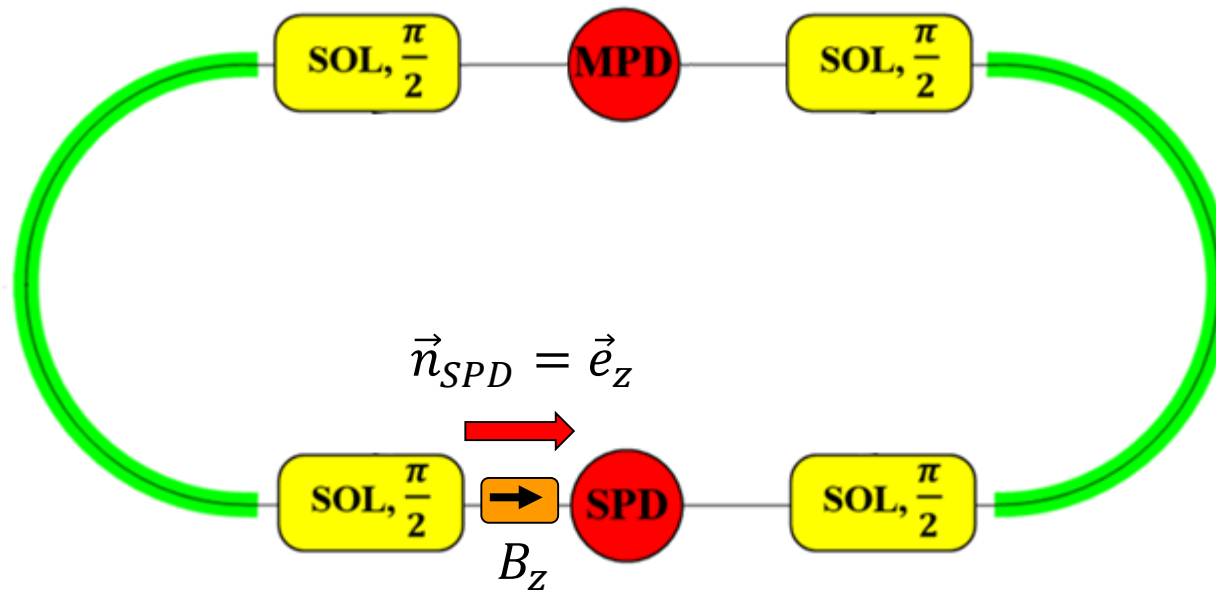 SOL, π/2
MPD
SOL, π/2
n⃗_SPD = e⃗_z
SOL, π/2
SPD
SOL, π/2
B_z